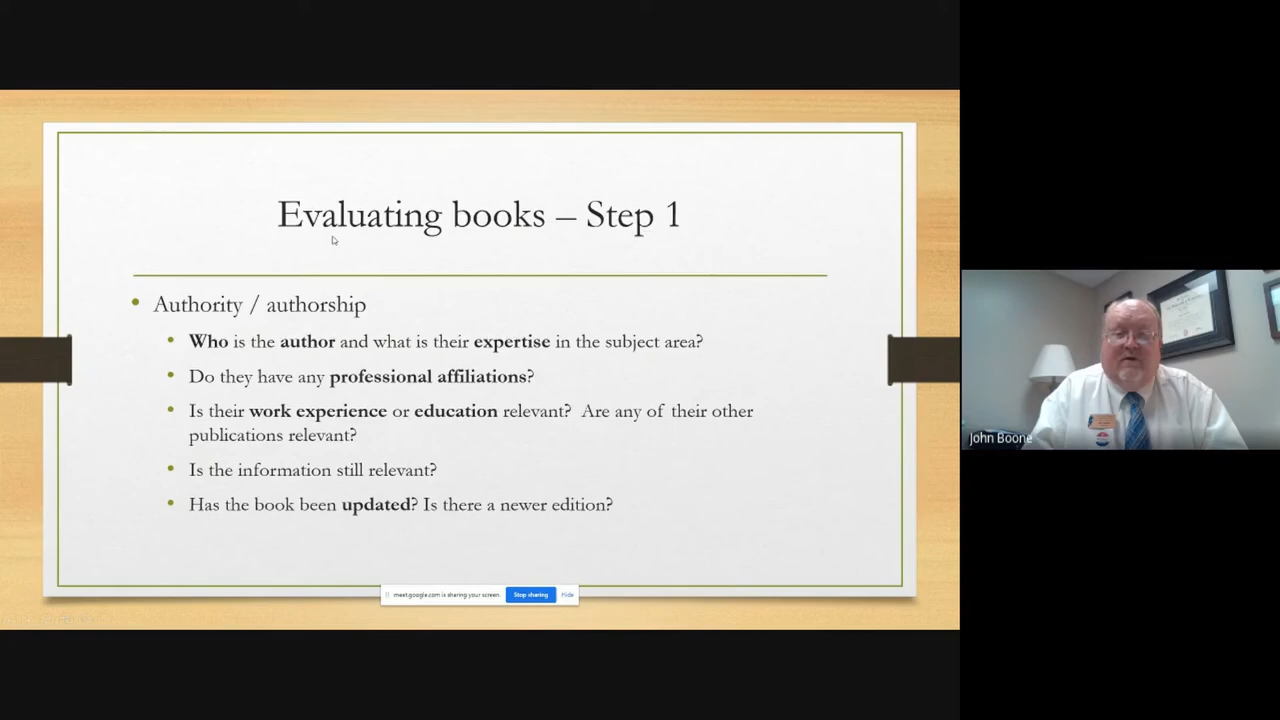 Evaluating books – Step 1
• Authority / authorship
• Who is the author and what is their expertise in the subject area?
• Do they have any professional affiliations?
• Is their work experience or education relevant?  Are any of their other
publications relevant?
• Is the information still relevant?
• Has the book been updated? Is there a newer edition?
meet.google.com is sharing your screen.
Stop sharing
Hide
John Boone